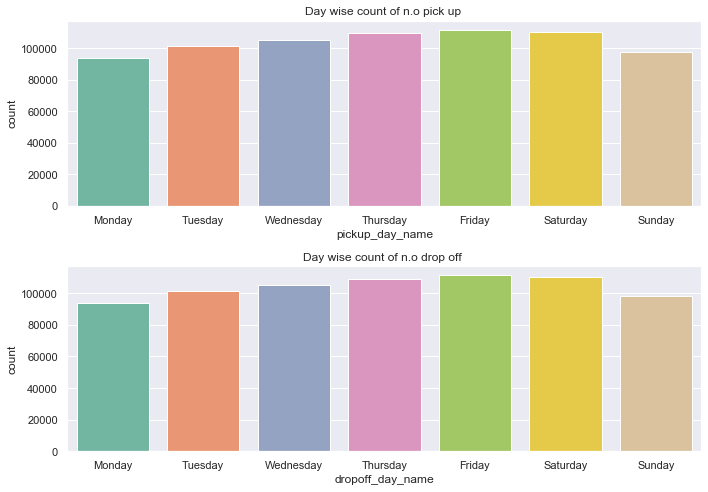 Day wise count of n.o pick up
100000
80000
60000
40000
20000
0
count
Monday Tuesday Wednesday Thursday Friday Saturday Sunday
pickup_day_name
Day wise count of n.o drop off
100000
80000
60000
40000
20000
0
count
Monday Tuesday Wednesday Thursday Friday Saturday Sunday
dropoff_day_name